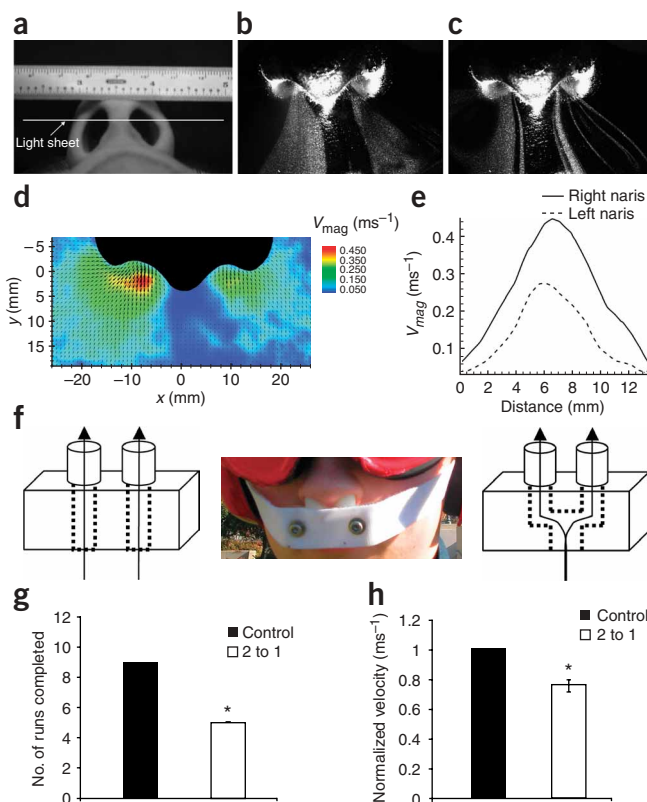 a
b
c
Light sheet
d
V_mag (ms⁻¹)
0.450
0.350
0.250
0.150
0.050
y (mm)
−5
0
5
10
15
−20 −10 0 10 20
x (mm)
e
Right naris
Left naris
V_mag (ms⁻¹)
0.4
0.3
0.2
0.1
0 4 8 12
Distance (mm)
f
g
Control
2 to 1
No. of runs completed
12
10
8
6
4
2
0
*
h
Control
2 to 1
Normalized velocity (ms⁻¹)
1.2
1
0.8
0.6
0.4
0.2
0
*